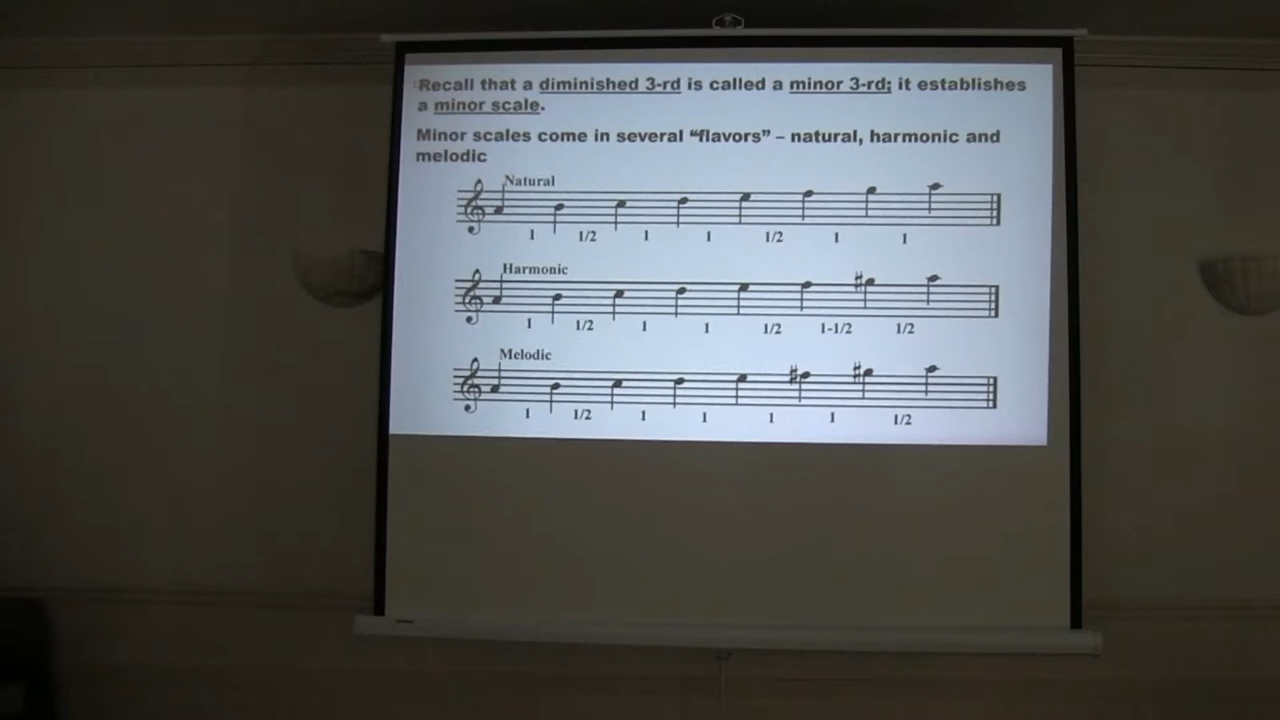 Recall that a diminished 3-rd is called a minor 3-rd; it establishes
a minor scale.
Minor scales come in several “flavors” – natural, harmonic and
melodic
Natural
1 1/2 1 1 1/2 1 1
Harmonic
1 1/2 1 1 1/2 1-1/2 1/2
Melodic
1 1/2 1 1 1 1 1/2